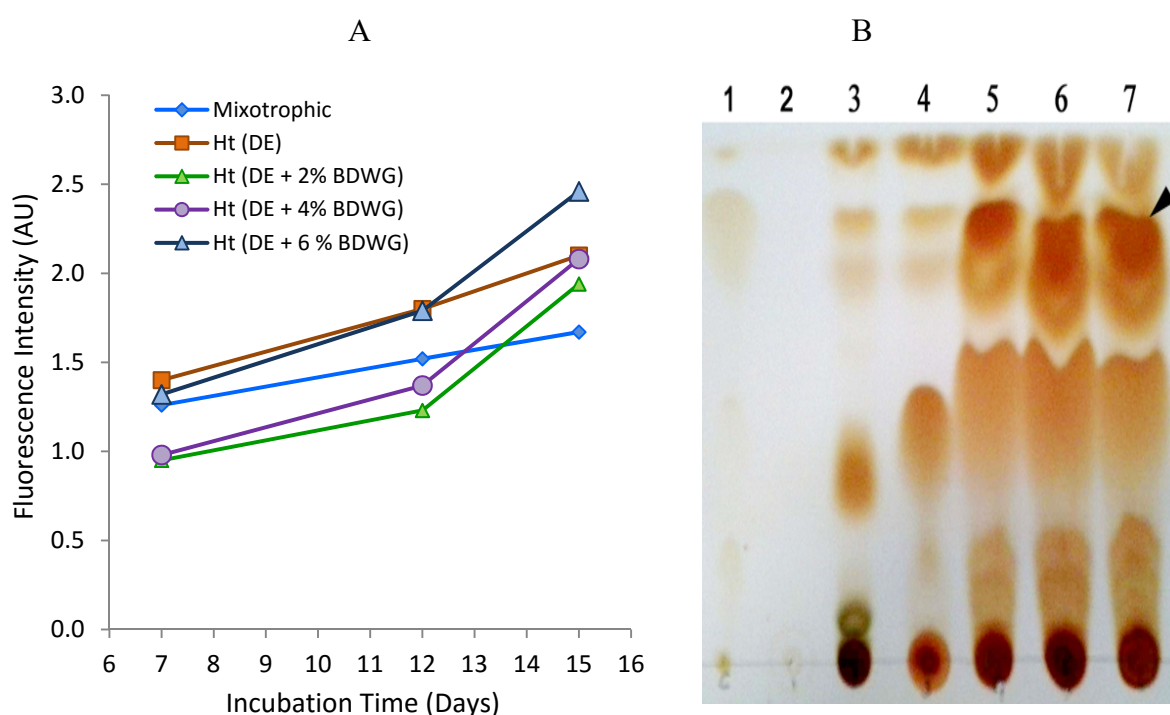 A
B
3.0
2.5
2.0
1.5
1.0
0.5
0.0
Fluorescence Intensity (AU)
Mixotrophic
Ht (DE)
Ht (DE + 2% BDWG)
Ht (DE + 4% BDWG)
Ht (DE + 6 % BDWG)
6 7 8 9 10 11 12 13 14 15 16
Incubation Time (Days)
1 2 3 4 5 6 7